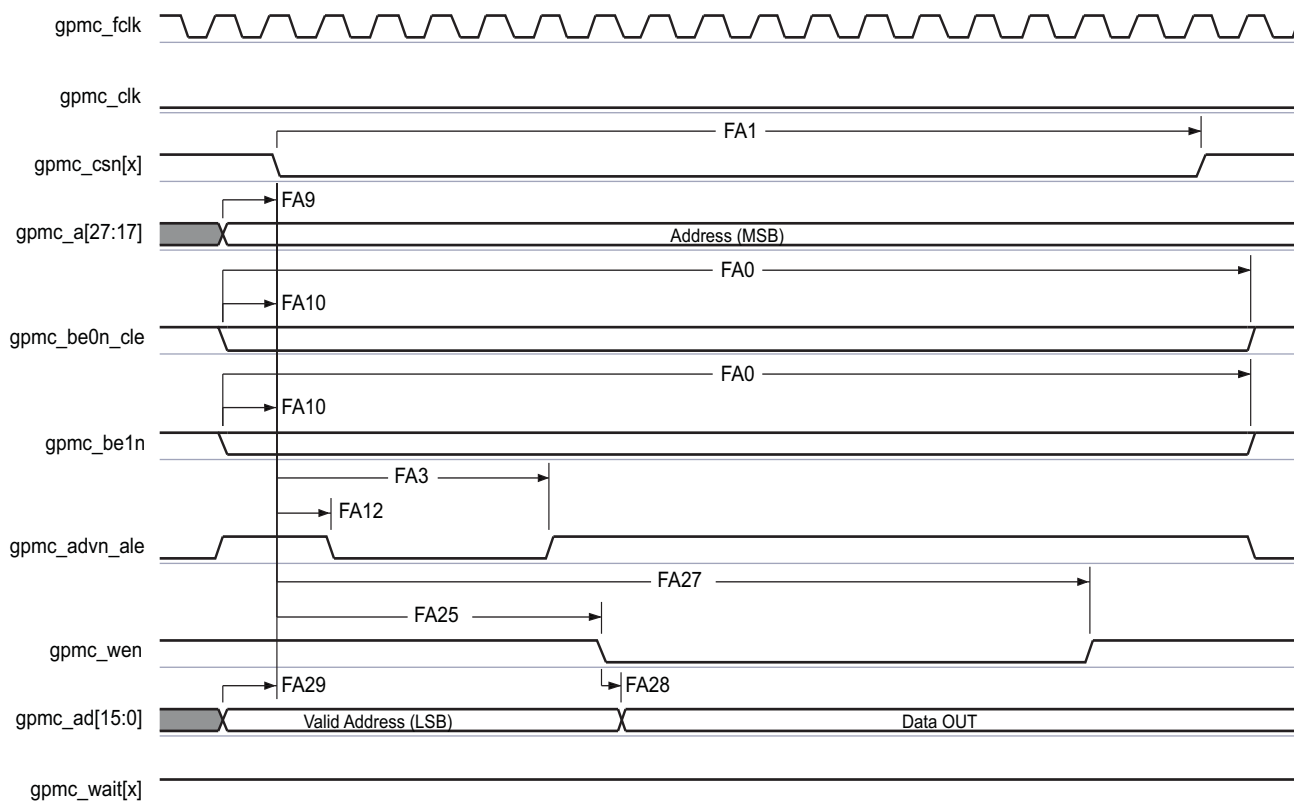 gpmc_fclk
gpmc_clk
FA1
gpmc_csn[x]
FA9
gpmc_a[27:17]
Address (MSB)
FA0
FA10
gpmc_be0n_cle
FA0
FA10
gpmc_be1n
FA3
FA12
gpmc_advn_ale
FA27
FA25
gpmc_wen
FA29 FA28
gpmc_ad[15:0] Valid Address (LSB) Data OUT
gpmc_wait[x]